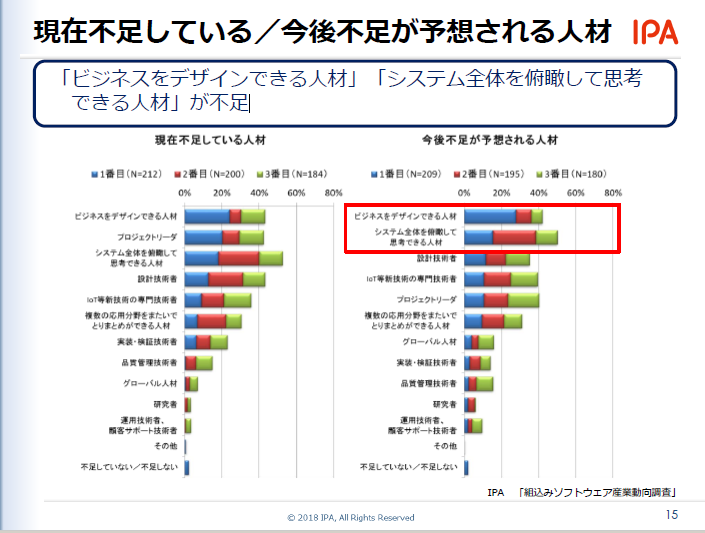 現在不足している／今後不足が予想される人材
IPA
「ビジネスをデザインできる人材」「システム全体を俯瞰して思考
できる人材」が不足
現在不足している人材
1番目(N=212) 2番目(N=200) 3番目(N=184)
0% 20% 40% 60% 80%
ビジネスをデザインできる人材
プロジェクトリーダ
システム全体を俯瞰して
思考できる人材
設計技術者
IoT等新技術の専門技術者
複数の応用分野をまたいで
とりまとめができる人材
実装・検証技術者
品質管理技術者
グローバル人材
研究者
運用技術者、
顧客サポート技術者
その他
不足していない／不足しない
今後不足が予想される人材
1番目(N=209) 2番目(N=195) 3番目(N=180)
0% 20% 40% 60% 80%
ビジネスをデザインできる人材
システム全体を俯瞰して
思考できる人材
設計技術者
IoT等新技術の専門技術者
プロジェクトリーダ
複数の応用分野をまたいで
とりまとめができる人材
グローバル人材
実装・検証技術者
品質管理技術者
研究者
運用技術者、
顧客サポート技術者
その他
不足していない／不足しない
IPA 「組込みソフトウェア産業動向調査」
© 2018 IPA, All Rights Reserved
15